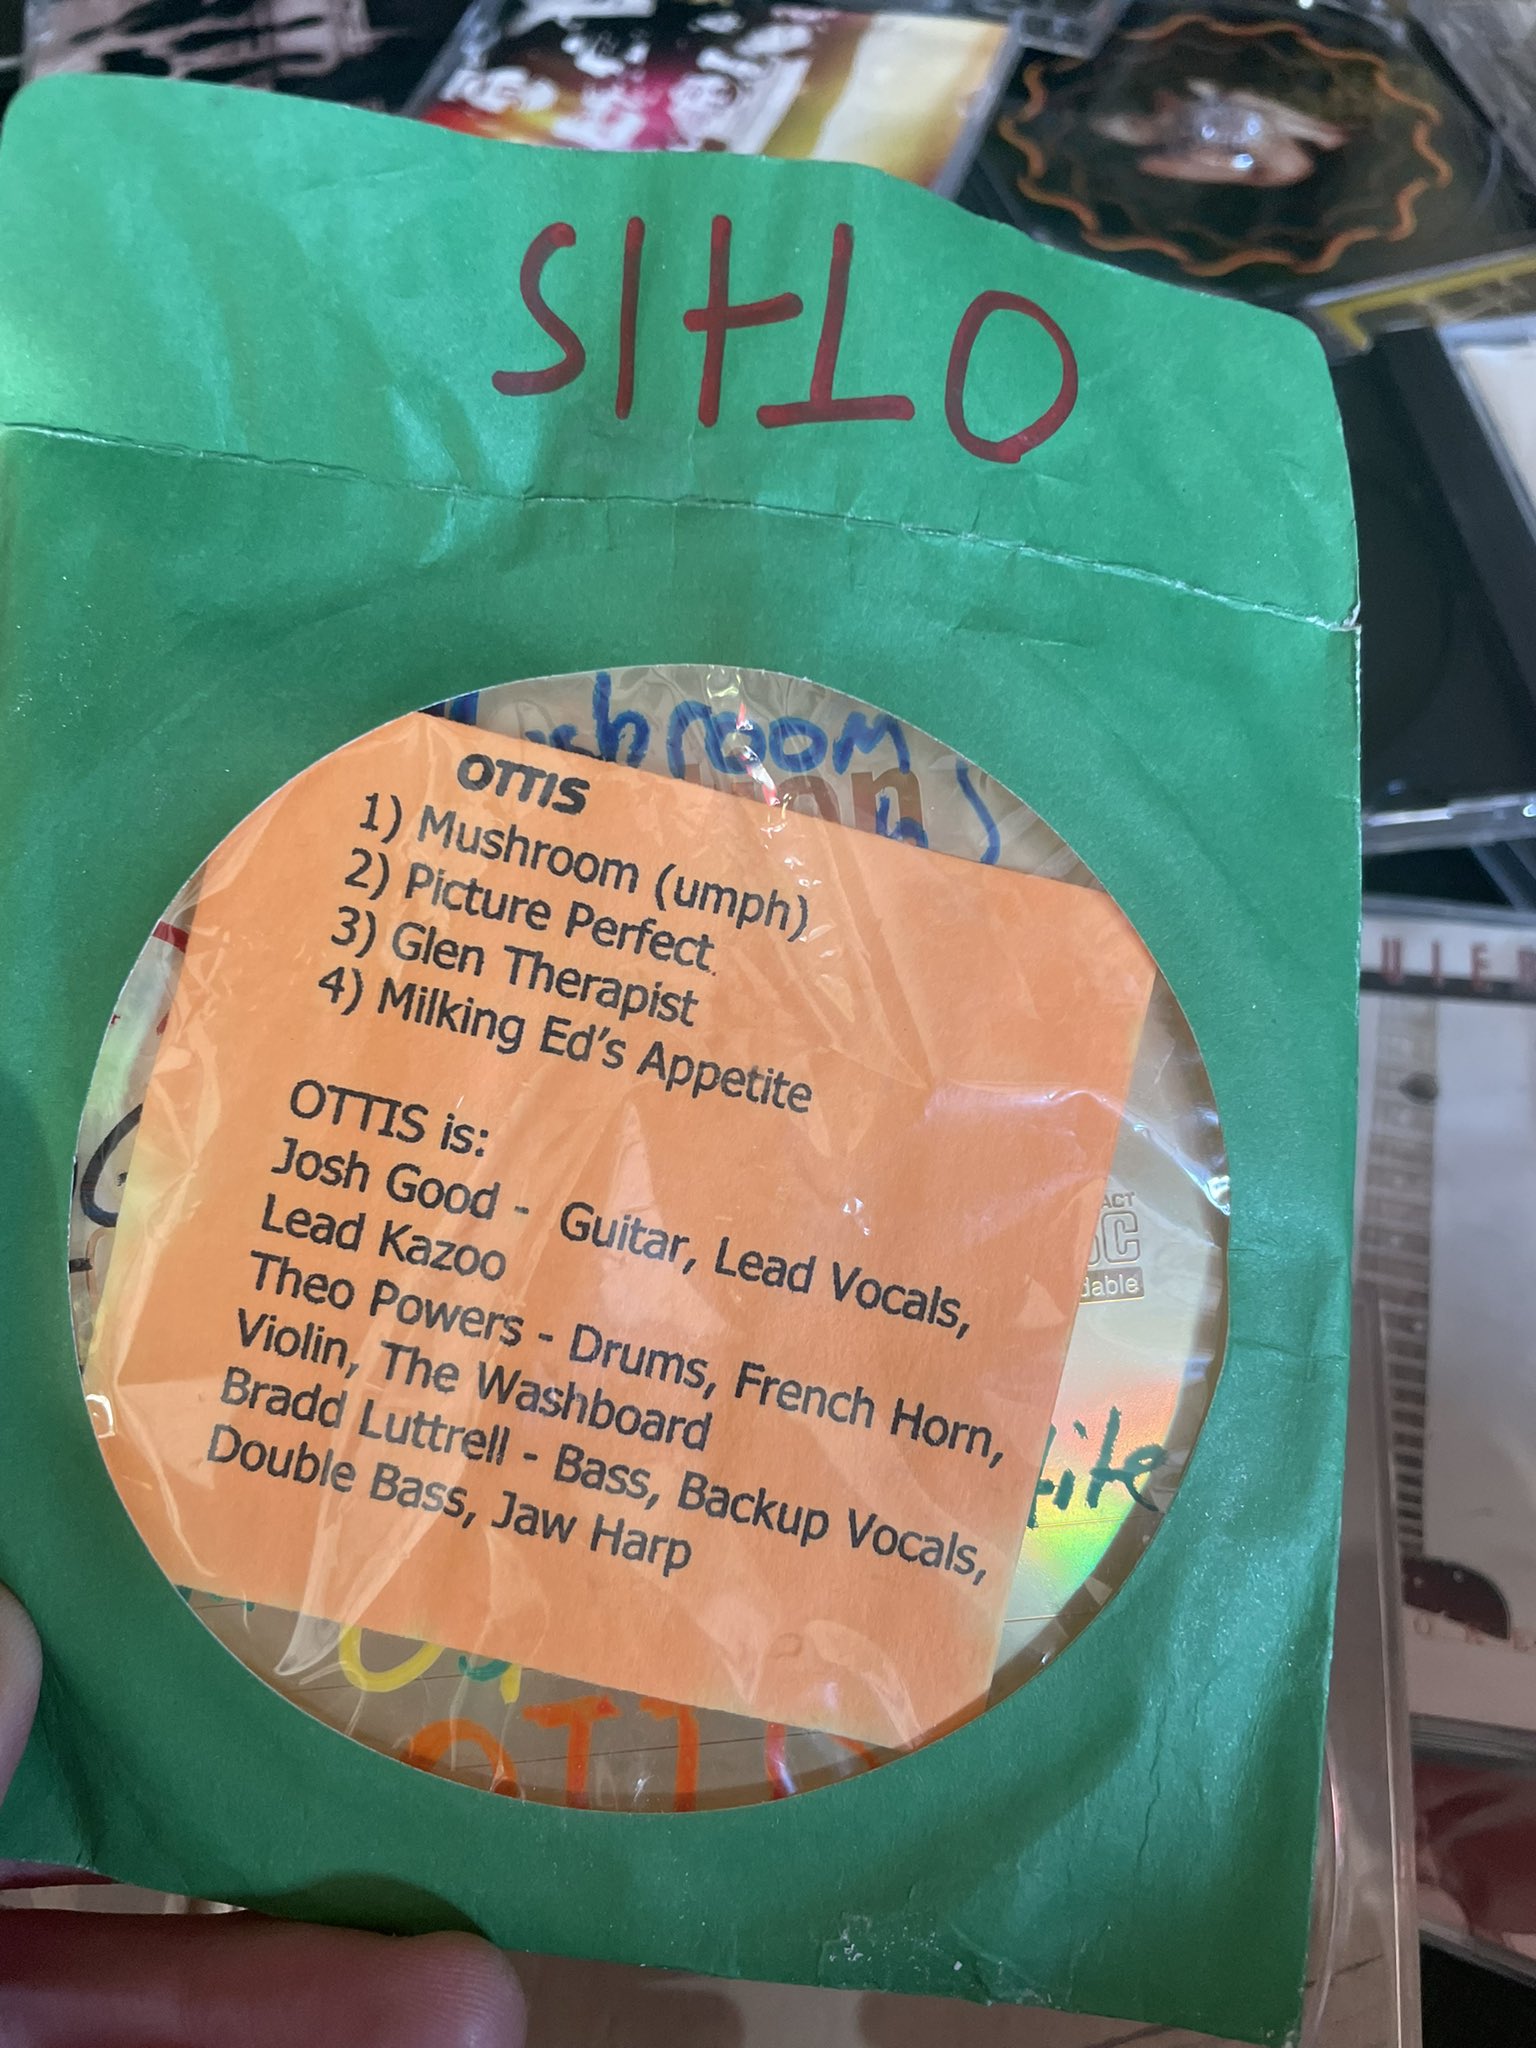 OTTIS
Mushroom
OTTIS
1) Mushroom (umph)
2) Picture Perfect
3) Glen Therapist
4) Milking Ed's Appetite
OTTIS is:
Josh Good - Guitar, Lead Vocals,
Lead Kazoo
Theo Powers - Drums, French Horn,
Violin, The Washboard
Bradd Luttrell - Bass, Backup Vocals,
Double Bass, Jaw Harp
OTTIS